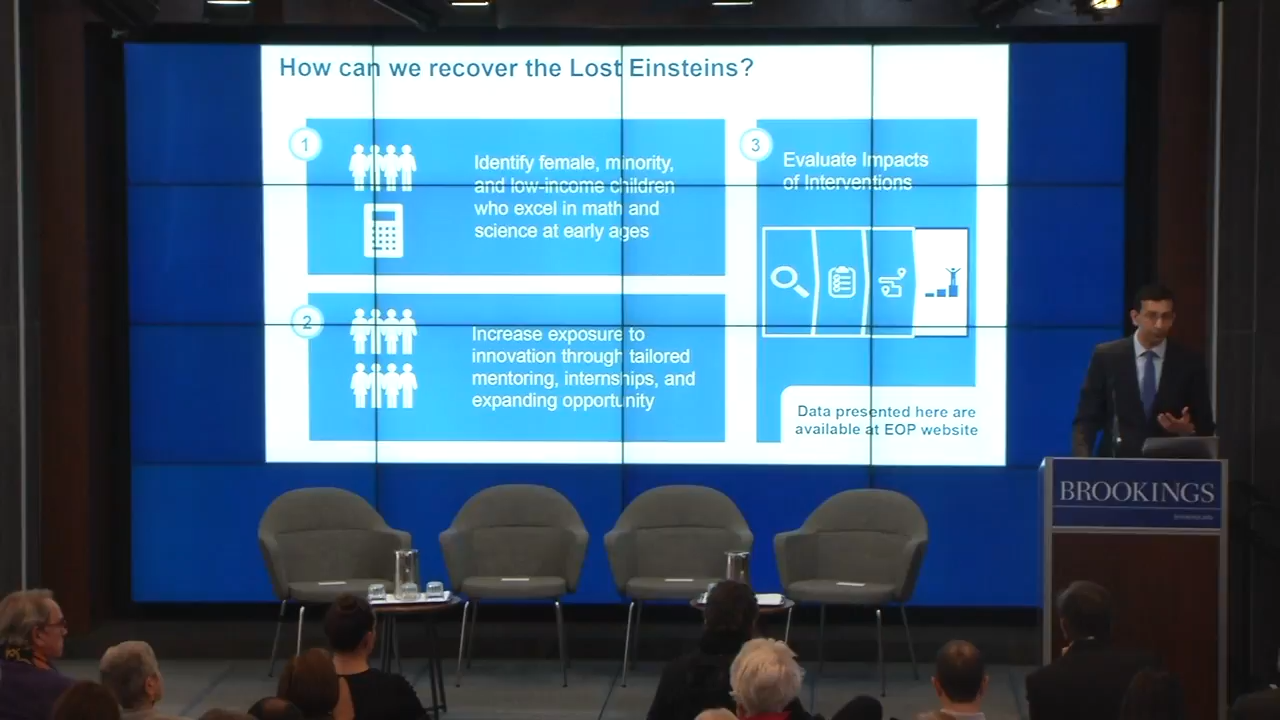 How can we recover the Lost Einsteins?
1
Identify female, minority,
and low-income children
who excel in math and
science at early ages
2
Increase exposure to
innovation through tailored
mentoring, internships, and
expanding opportunity
3
Evaluate Impacts
of Interventions
Data presented here are
available at EOP website
BROOKINGS